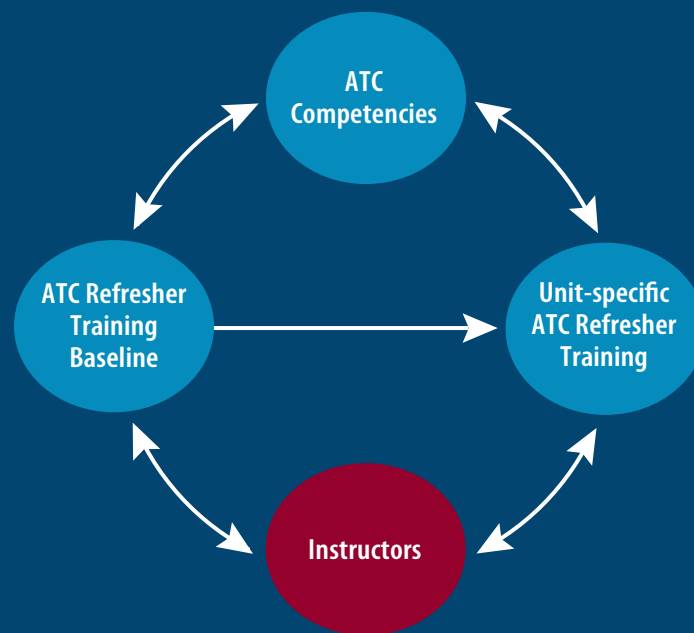 ATC
Competencies
ATC Refresher
Training
Baseline
Unit-specific
ATC Refresher
Training
Instructors